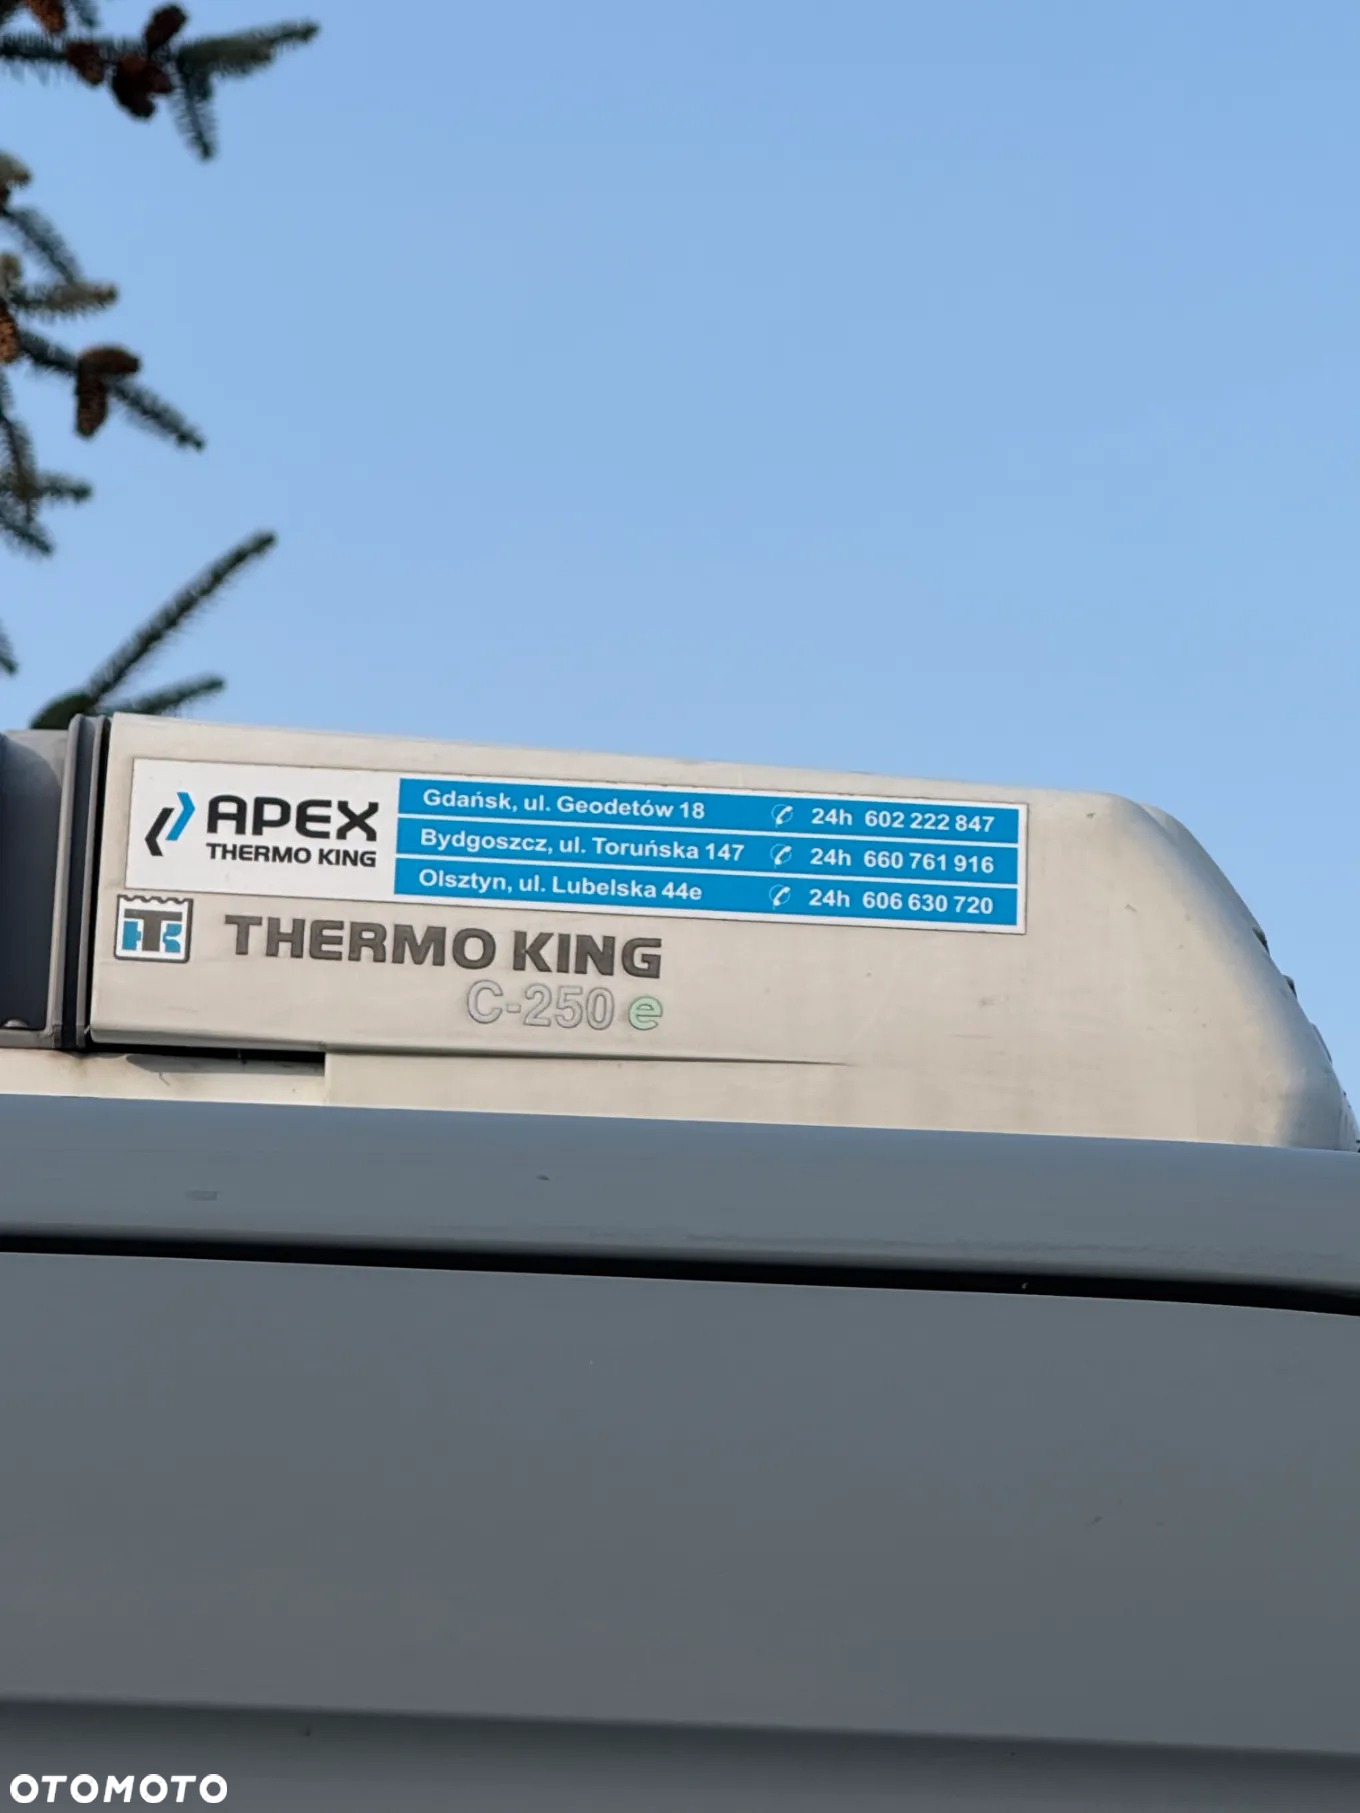 APEX
THERMO KING
Gdańsk, ul. Geodetów 18 24h 602 222 847
Bydgoszcz, ul. Toruńska 147 24h 660 761 916
Olsztyn, ul. Lubelska 44e 24h 606 630 720
TK THERMO KING
C-250 e
OTOMOTO